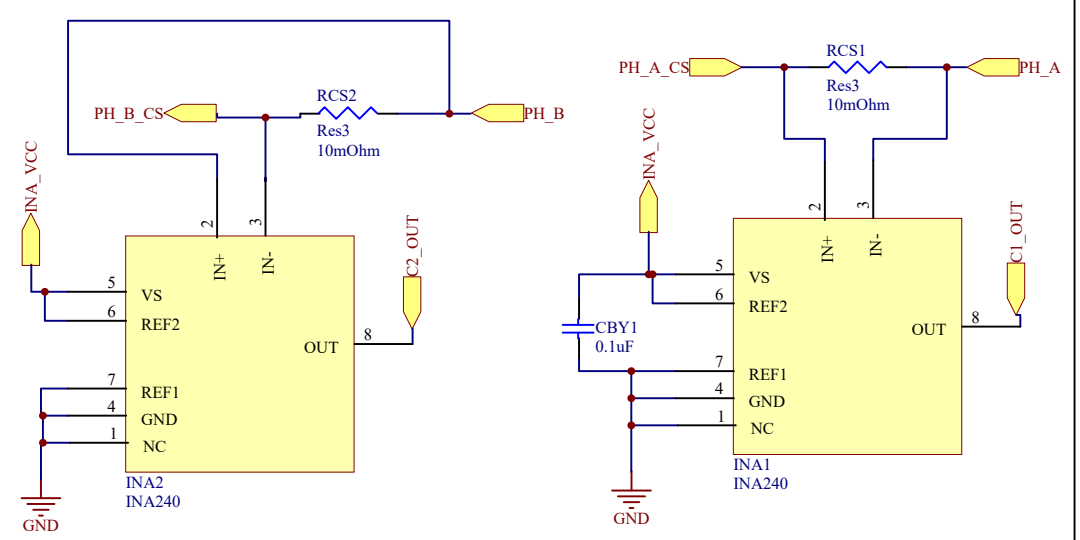 PH_B_CS
RCS2
Res3
10mOhm
PH_B
INA_VCC
2
3
IN+
IN-
C2_OUT
5
VS
6
REF2
OUT
8
7
REF1
4
GND
1
NC
INA2
INA240
GND
PH_A_CS
RCS1
Res3
10mOhm
PH_A
INA_VCC
2
3
IN+
IN-
C1_OUT
5
VS
6
REF2
CBY1
0.1uF
OUT
8
7
REF1
4
GND
1
NC
INA1
INA240
GND